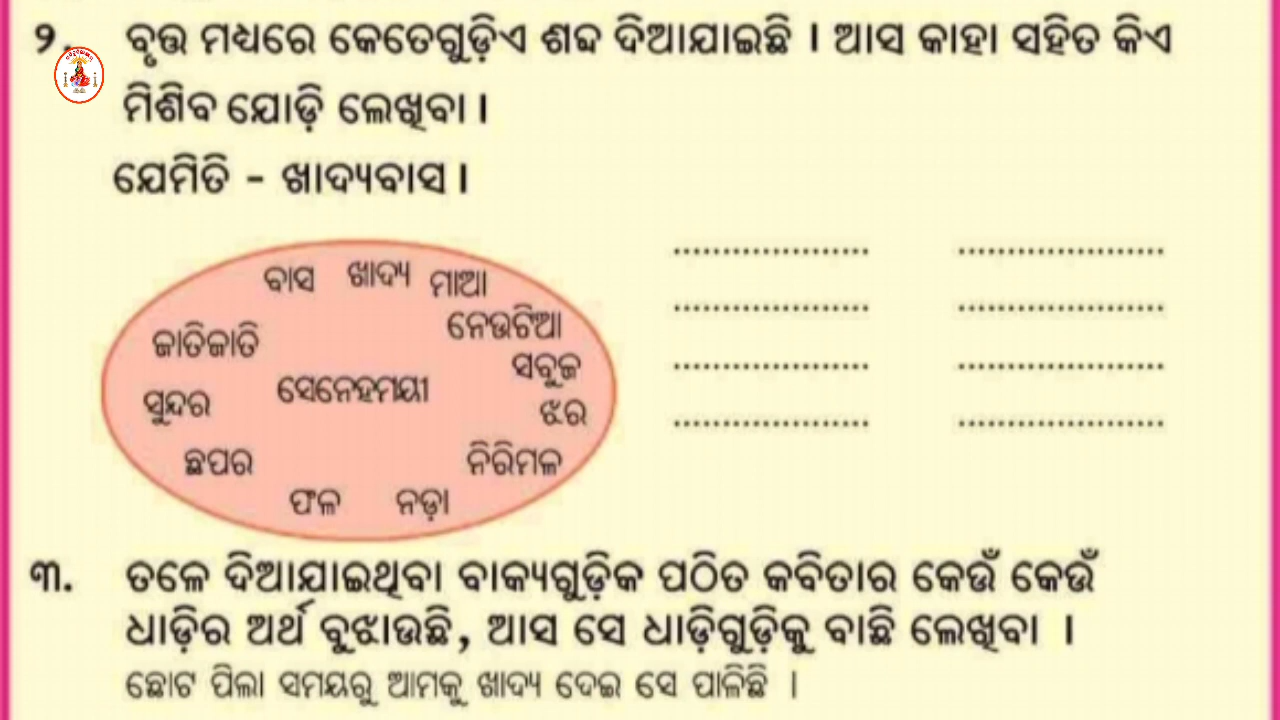 ୨. ବୃତ୍ତ ମଧ୍ୟରେ କେତେଗୁଡ଼ିଏ ଶବ୍ଦ ଦିଆଯାଇଛି । ଆସ କାହା ସହିତ କିଏ
ମିଶିବ ଯୋଡ଼ି ଲେଖିବା ।
ଯେମିତି - ଖାଦ୍ୟବାସ ।
ବାସ ଖାଦ୍ୟ ମାଆ
ନେଉଟିଆ
ଜାତିଜାତି
ସବୁଜ
ସେନେହମୟୀ
ସୁନ୍ଦର
ଝର
ଛପର
ନିରିମଳ
ଫଳ ନଡ଼ା
.................... ....................
.................... ....................
.................... ....................
.................... ....................
୩. ତଳେ ଦିଆଯାଇଥିବା ବାକ୍ୟଗୁଡ଼ିକ ପଠିତ କବିତାର କେଉଁ କେଉଁ
ଧାଡ଼ିର ଅର୍ଥ ବୁଝାଉଛି, ଆସ ସେ ଧାଡ଼ିଗୁଡ଼ିକୁ ବାଛି ଲେଖିବା ।
ଛୋଟ ପିଲା ସମୟରୁ ଆମକୁ ଖାଦ୍ୟ ଦେଇ ସେ ପାଳିଛି ।